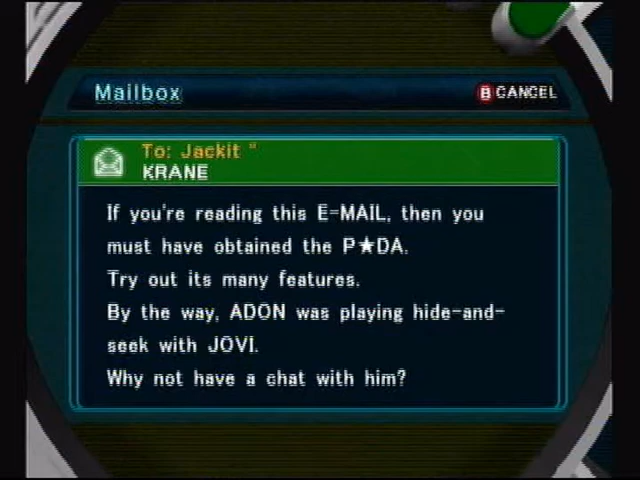 Mailbox
B CANCEL
To: Jackit "
KRANE
If you're reading this E-MAIL, then you
must have obtained the P★DA.
Try out its many features.
By the way, ADON was playing hide-and-
seek with JOVI.
Why not have a chat with him?